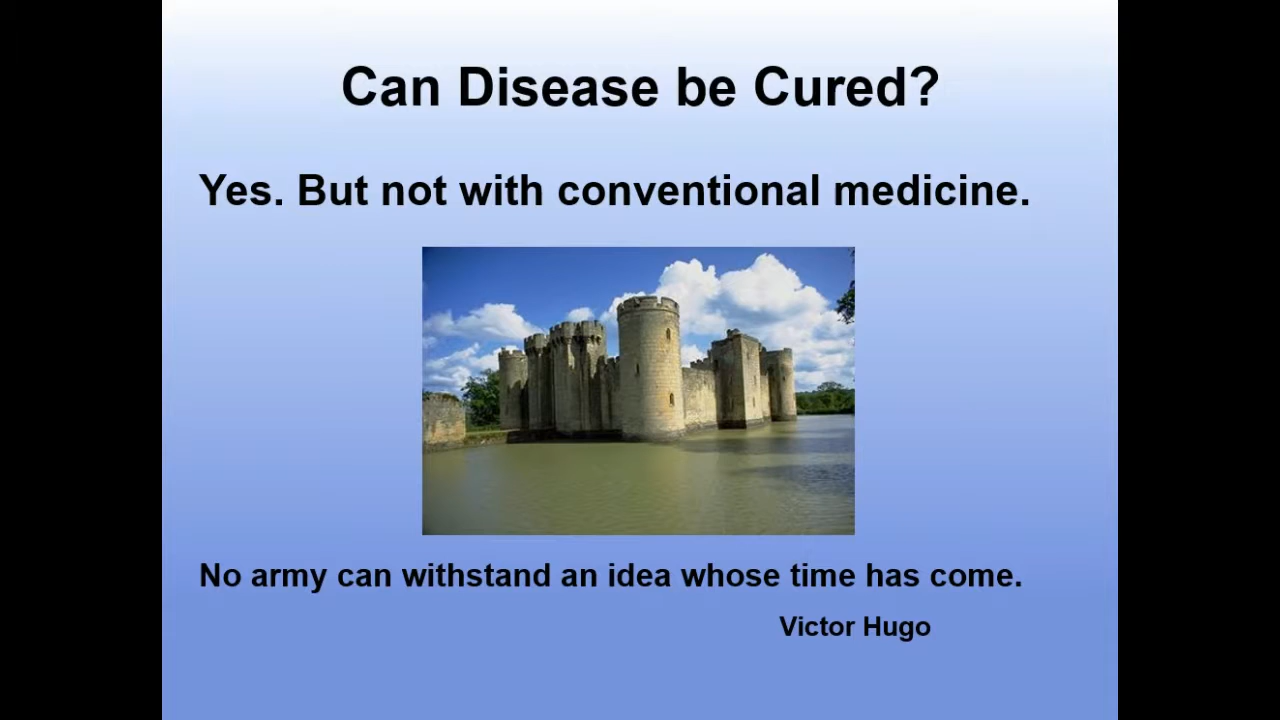 Can Disease be Cured?
Yes. But not with conventional medicine.
No army can withstand an idea whose time has come.
Victor Hugo